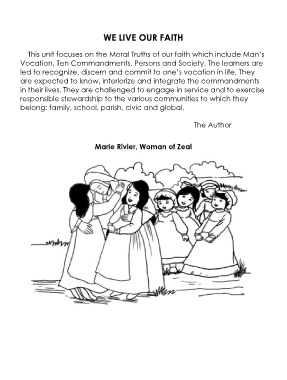 WE LIVE OUR FAITH
This unit focuses on the Moral Truths of our faith which include Man's
Vocation, Ten Commandments, Persons and Society. The learners are
led to recognize, discern and commit to one's vocation in life. They
are expected to know, interiorize and integrate the commandments
in their lives. They are challenged to engage in service and to exercise
responsible stewardship to the various communities to which they
belong: family, school, parish, civic and global.
The Author
Marie Rivier, Woman of Zeal